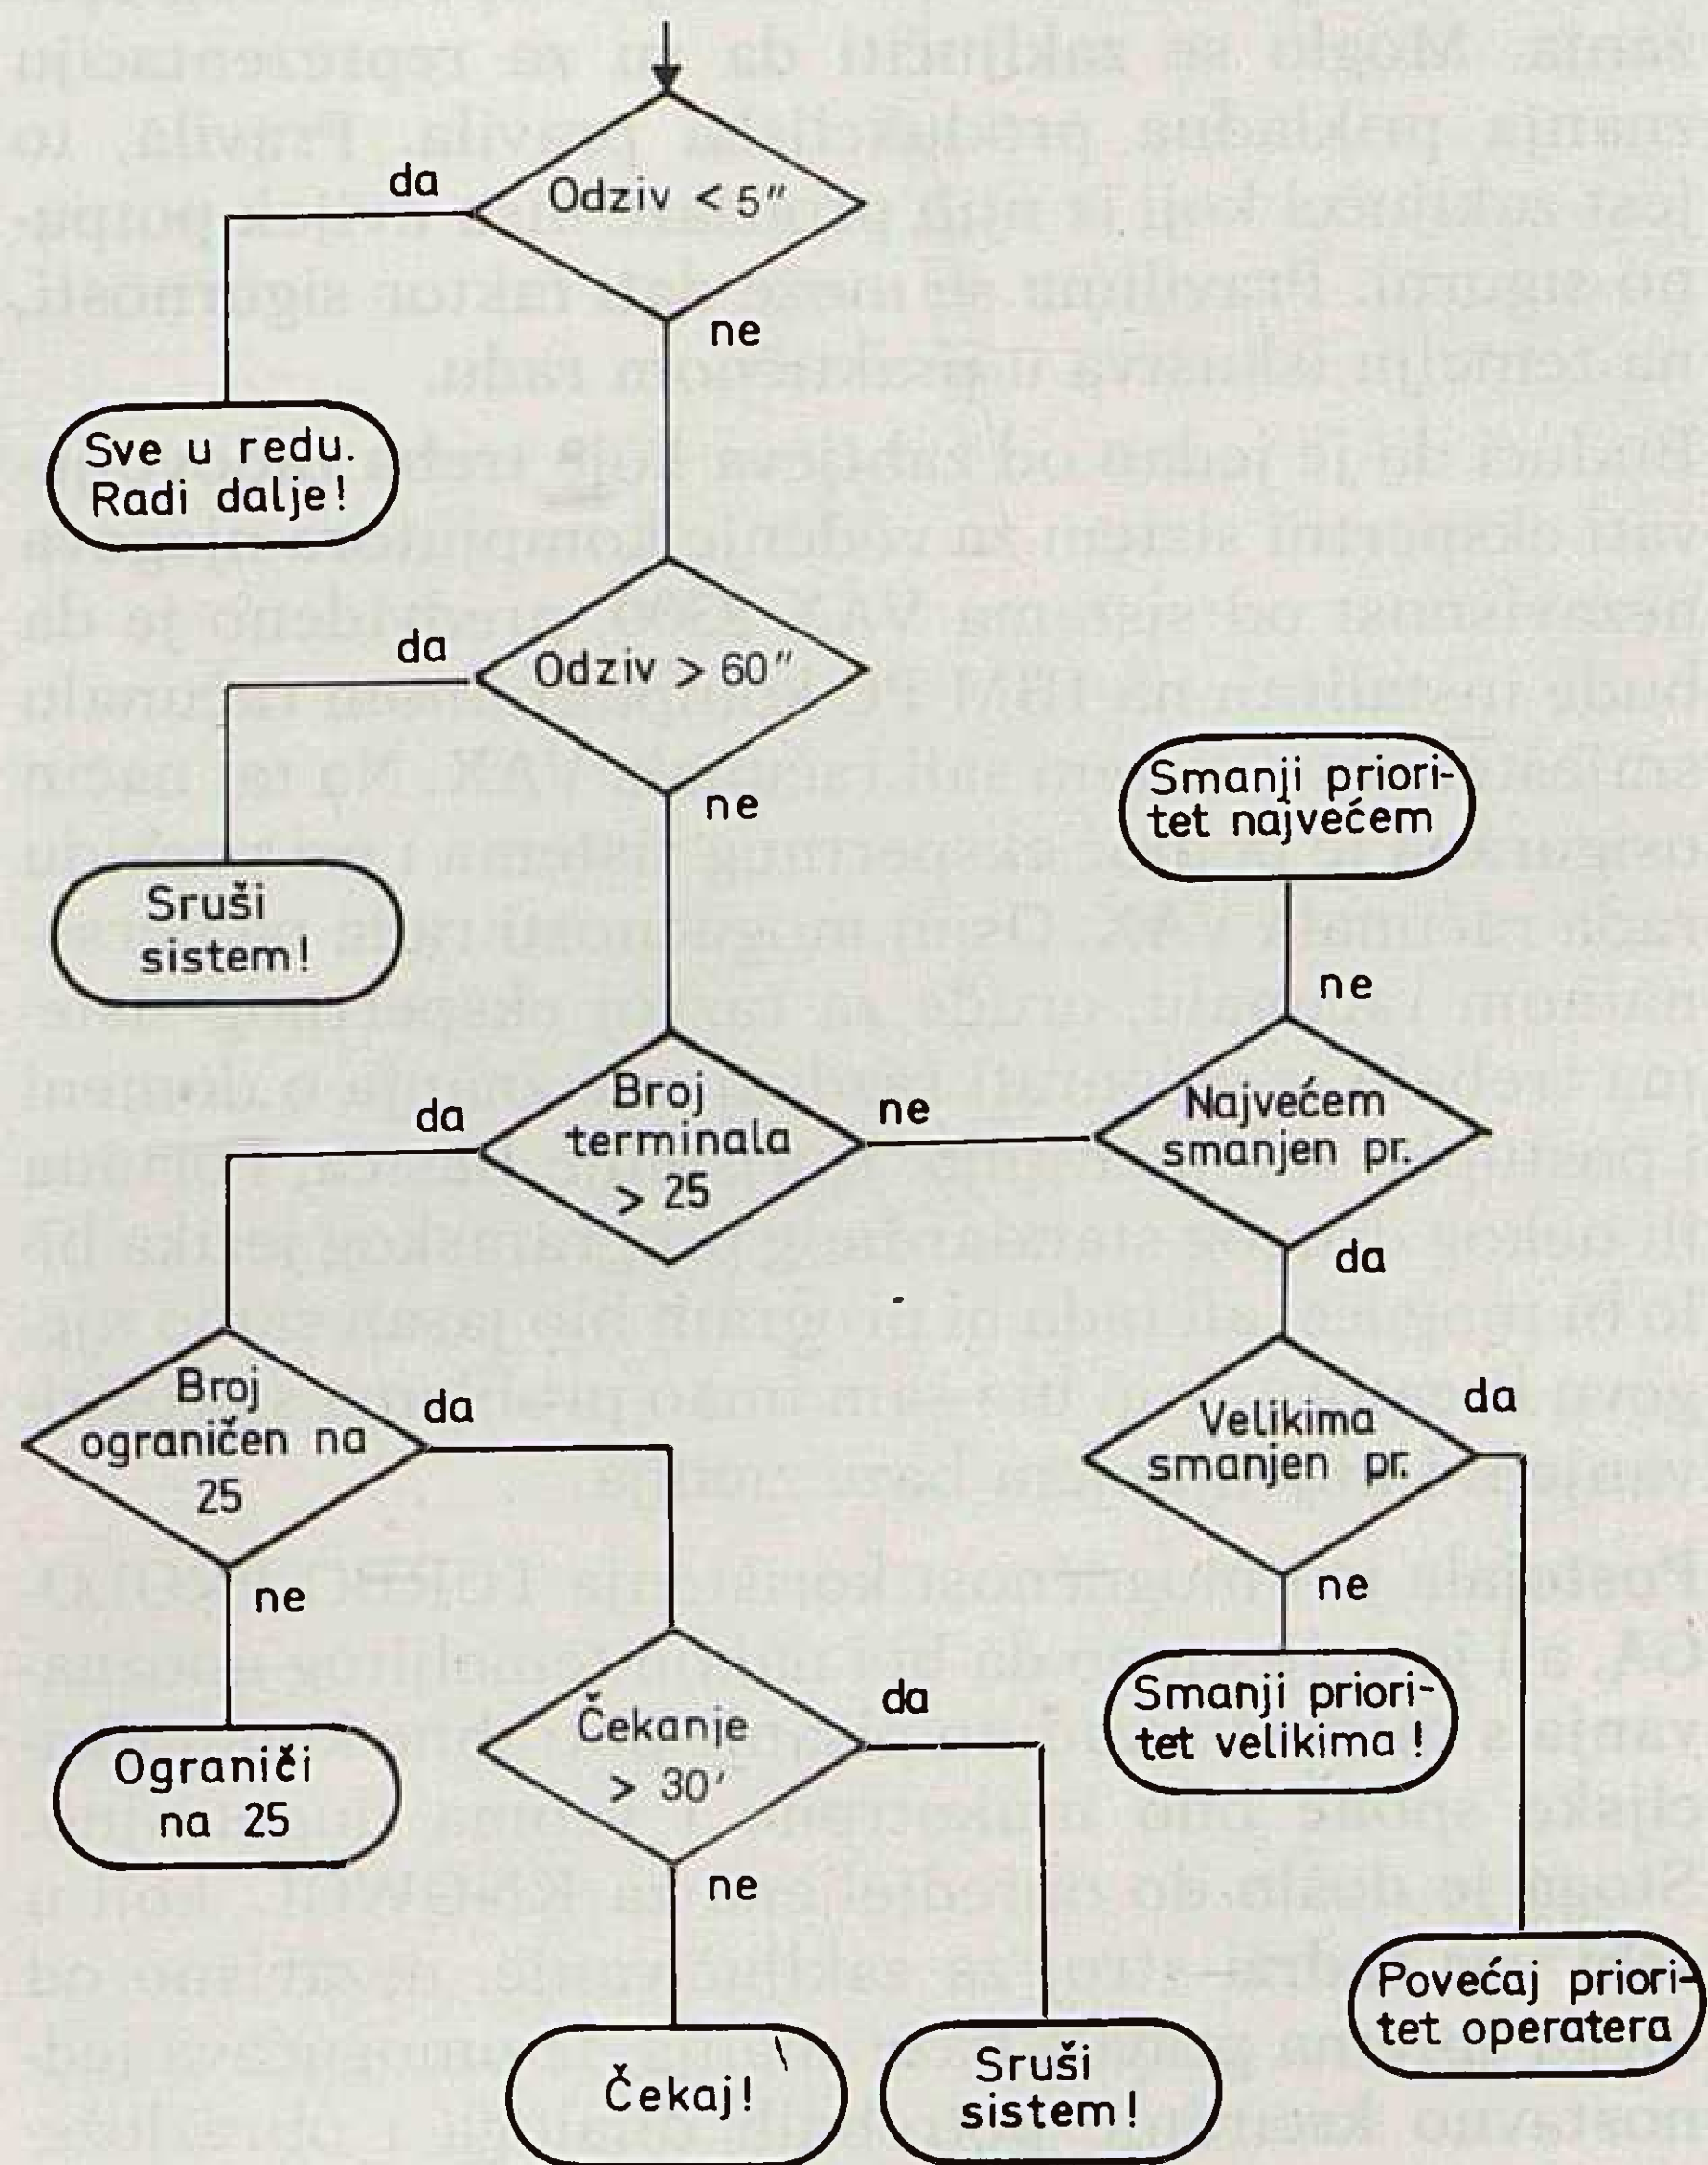 da
Odziv < 5"
ne
Sve u redu.
Radi dalje!
da
Odziv > 60"
ne
Smanji priori-
tet najvećem
Sruši
sistem!
ne
da
Broj
terminala
> 25
ne
Najvećem
smanjen pr.
da
Broj
ograničen na
25
da
ne
Velikima
smanjen pr.
da
ne
Ograniči
na 25
Čekanje
> 30'
da
ne
Smanji priori-
tet velikima !
Čekaj!
Sruši
sistem!
Povećaj priori-
tet operatera